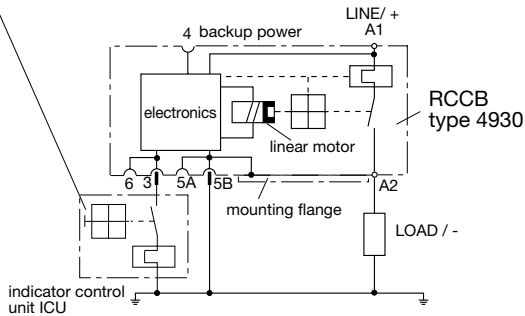 LINE/ +
A1
4 backup power
RCCB
type 4930
electronics
linear motor
6 3 5A 5B A2
mounting flange
LOAD / -
indicator control
unit ICU